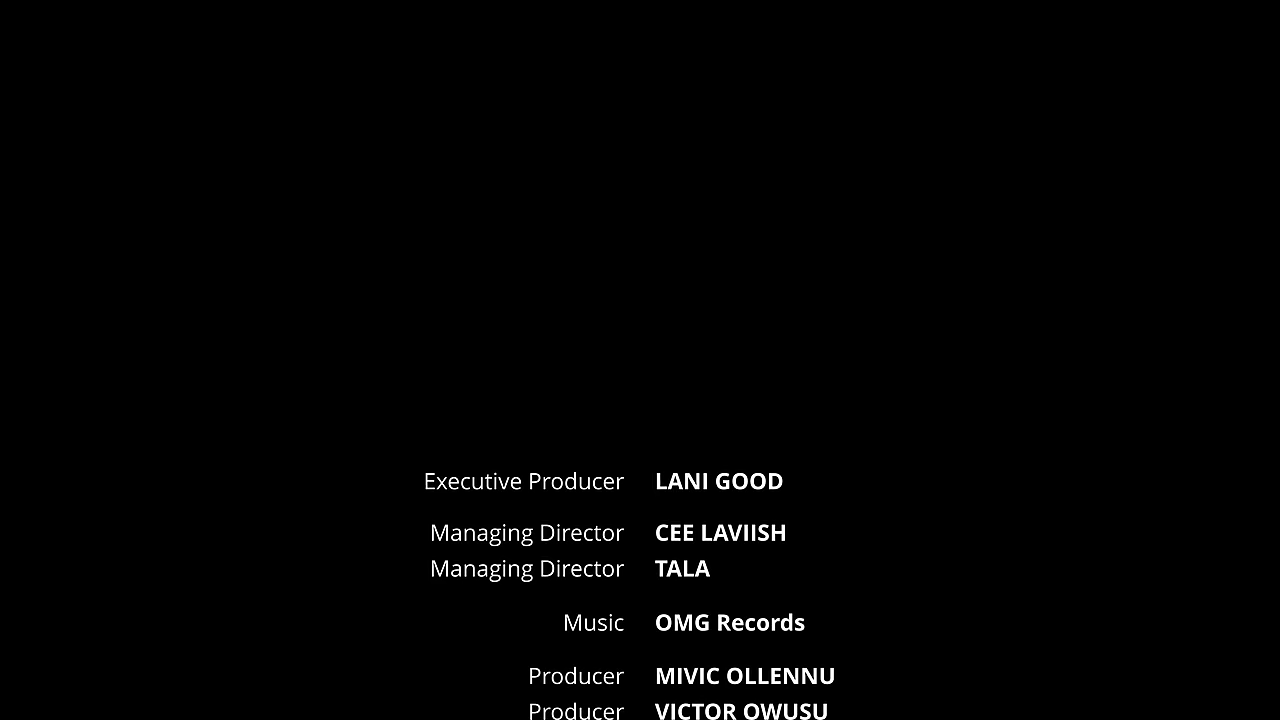 Executive Producer LANI GOOD
Managing Director CEE LAVIISH
Managing Director TALA
Music OMG Records
Producer MIVIC OLLENNU
Producer VICTOR OWUSU